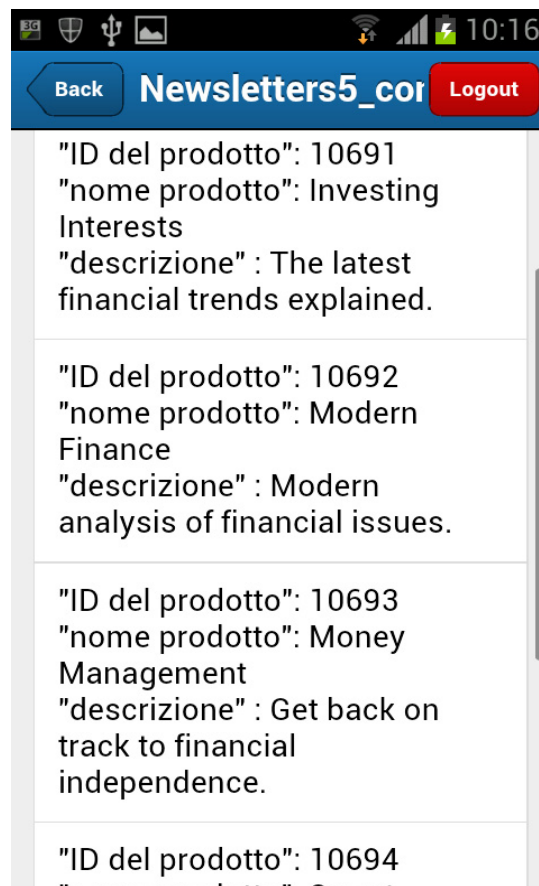 3G
10:16
Back
Newsletters5_cor
Logout
"ID del prodotto": 10691
"nome prodotto": Investing
Interests
"descrizione" : The latest
financial trends explained.
"ID del prodotto": 10692
"nome prodotto": Modern
Finance
"descrizione" : Modern
analysis of financial issues.
"ID del prodotto": 10693
"nome prodotto": Money
Management
"descrizione" : Get back on
track to financial
independence.
"ID del prodotto": 10694